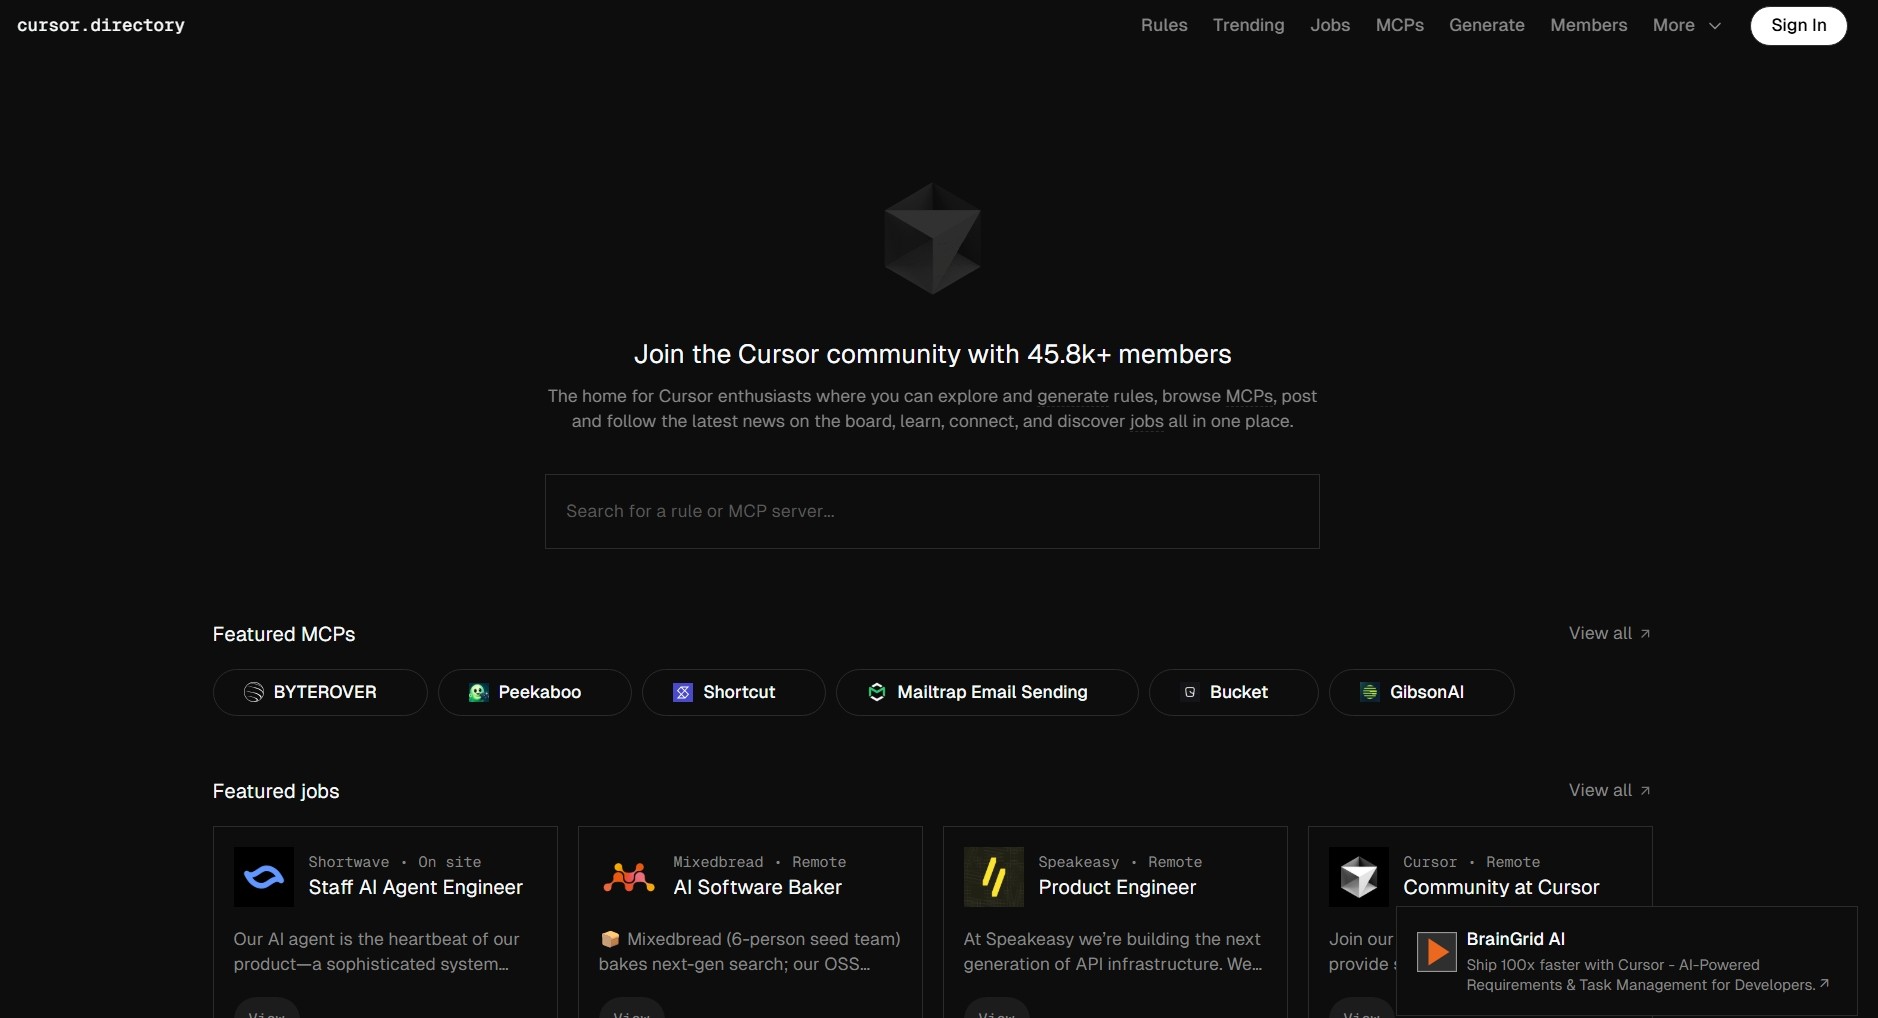 cursor.directory
Rules
Trending
Jobs
MCPs
Generate
Members
More
Sign In
Join the Cursor community with 45.8k+ members
The home for Cursor enthusiasts where you can explore and generate rules, browse MCPs, post
and follow the latest news on the board, learn, connect, and discover jobs all in one place.
Search for a rule or MCP server...
Featured MCPs
View all ↗
BYTEROVER
Peekaboo
Shortcut
Mailtrap Email Sending
Bucket
GibsonAI
Featured jobs
View all ↗
Shortwave • On site
Staff AI Agent Engineer
Our AI agent is the heartbeat of our
product—a sophisticated system...
View
Mixedbread • Remote
AI Software Baker
📦 Mixedbread (6-person seed team)
bakes next-gen search; our OSS...
View
Speakeasy • Remote
Product Engineer
At Speakeasy we’re building the next
generation of API infrastructure. We...
View
Cursor • Remote
Community at Cursor
Join our
provide
View
BrainGrid AI
Ship 100x faster with Cursor - AI-Powered
Requirements & Task Management for Developers. ↗